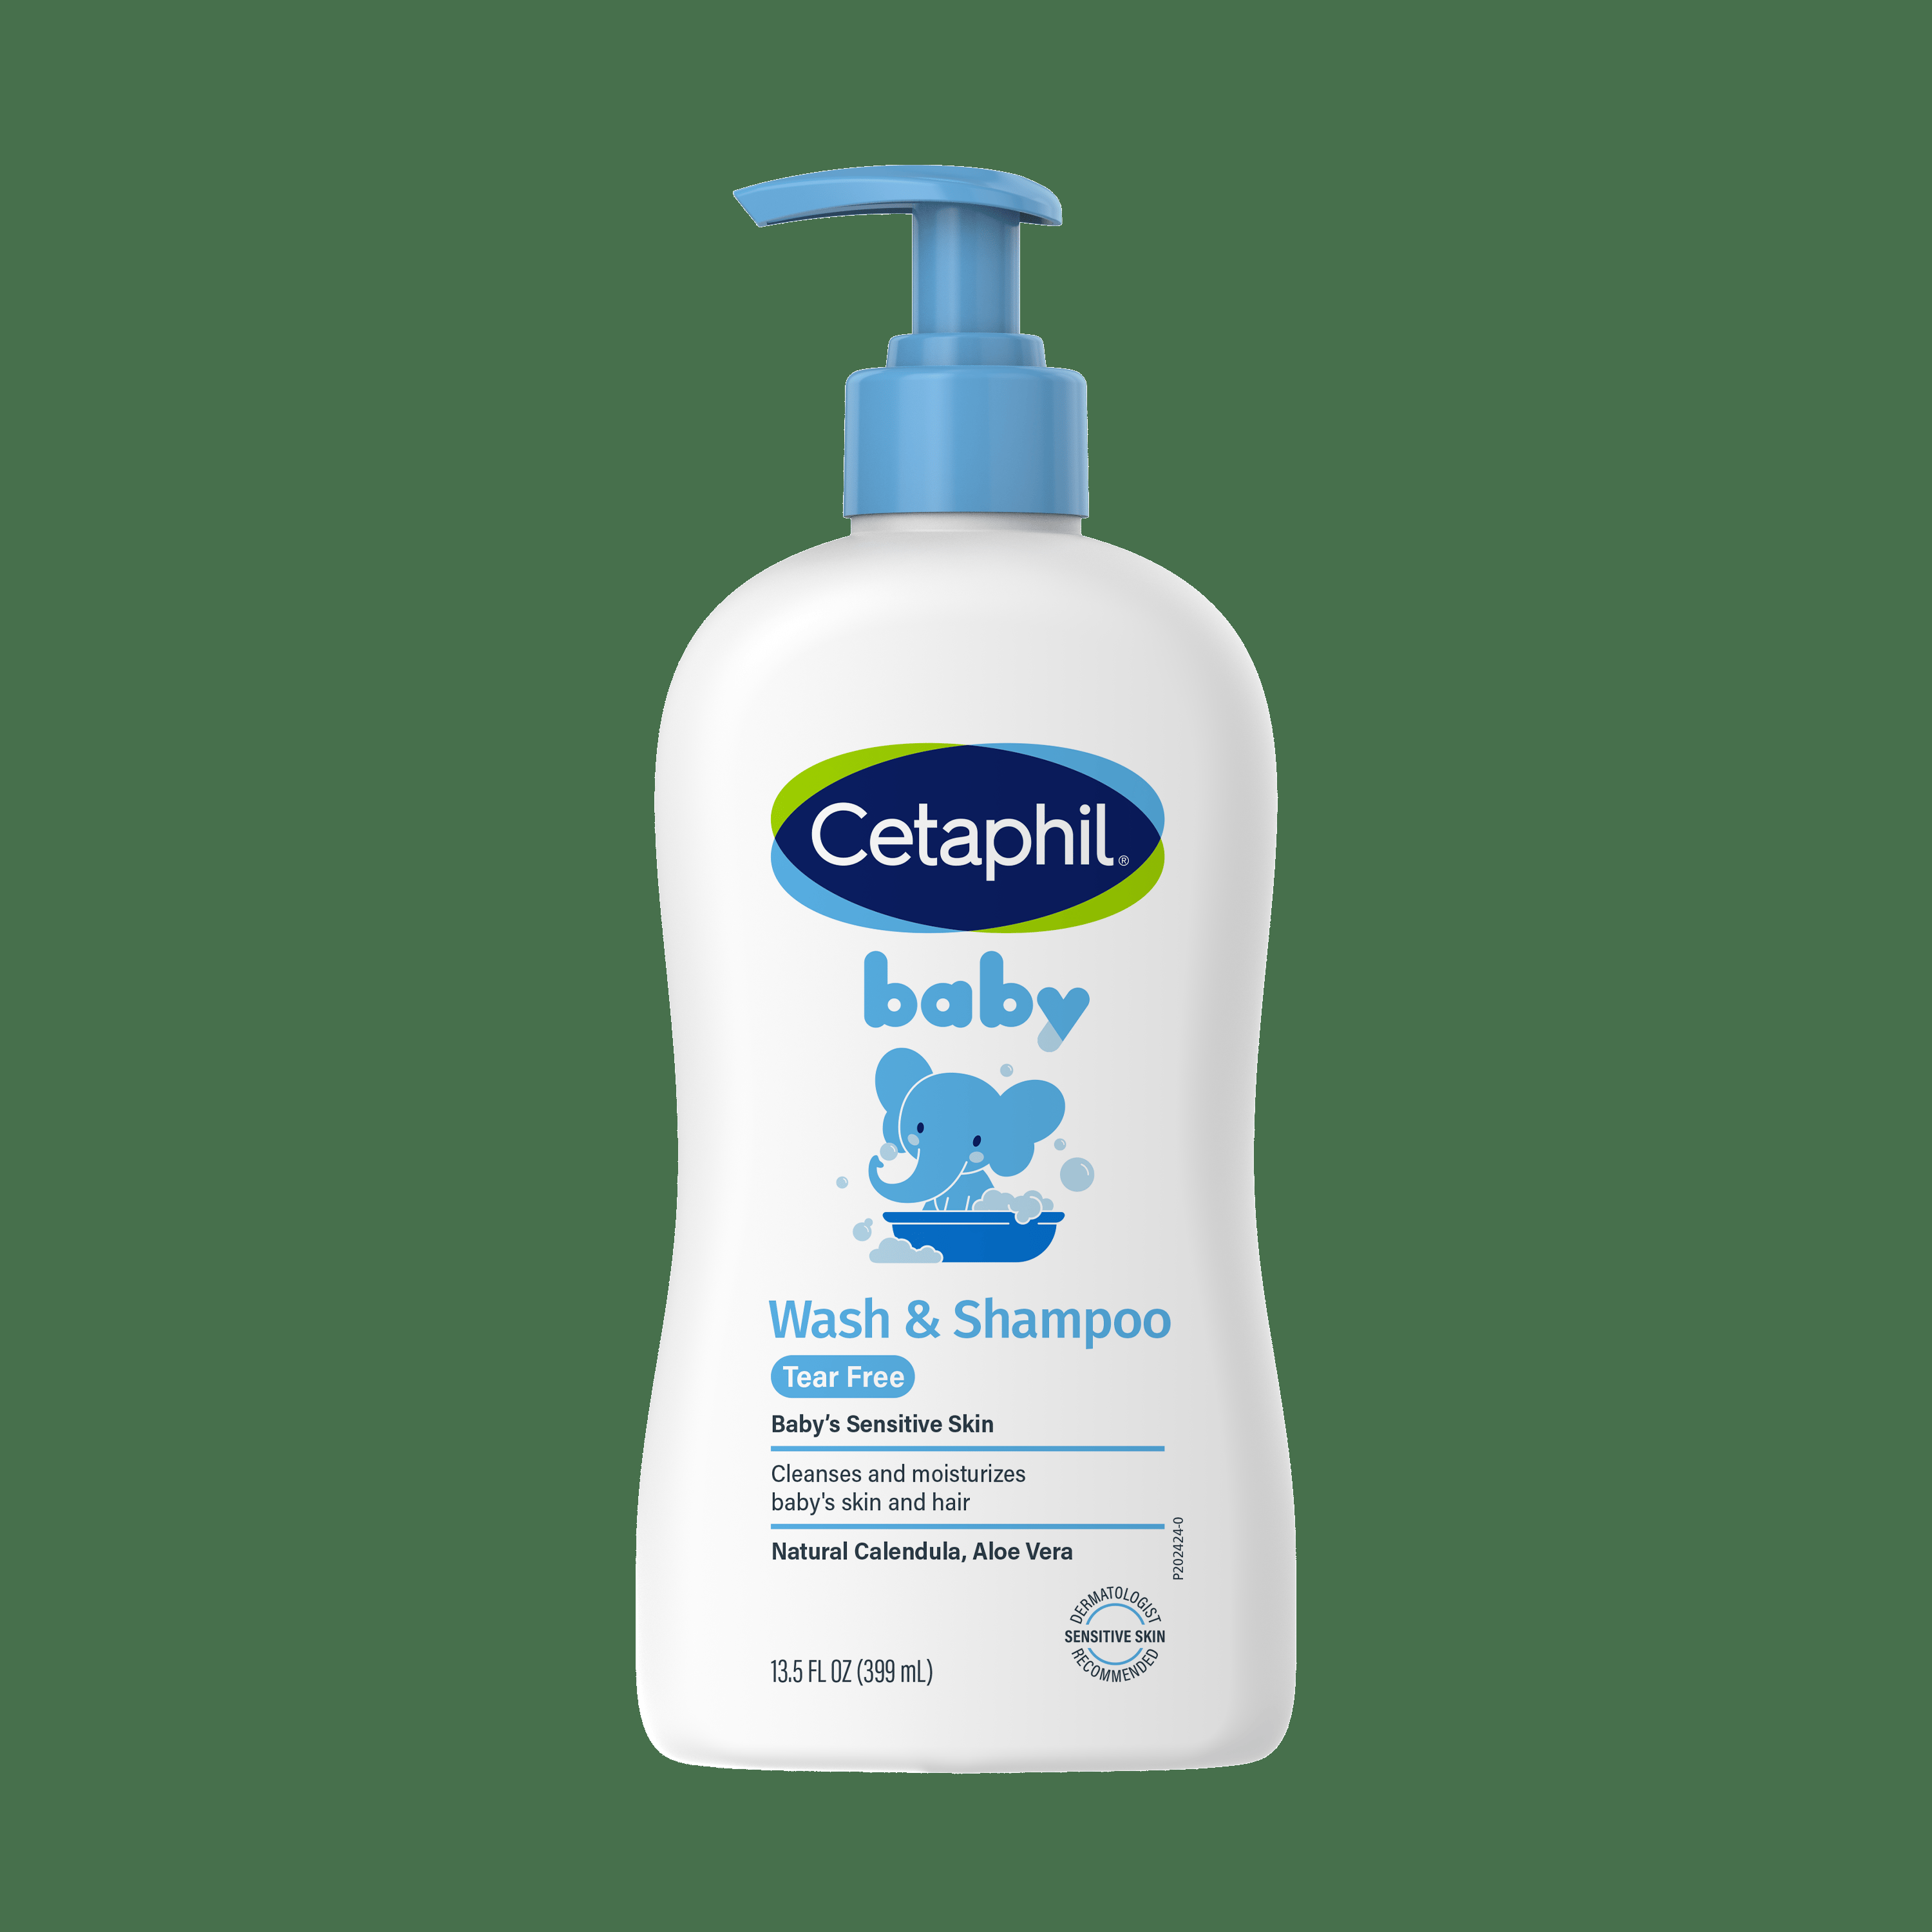 Cetaphil®
baby
Wash & Shampoo
Tear Free
Baby’s Sensitive Skin
Cleanses and moisturizes
baby's skin and hair
Natural Calendula, Aloe Vera
P202424-0
DERMATOLOGIST
SENSITIVE SKIN
RECOMMENDED
13.5 FL OZ (399 mL)